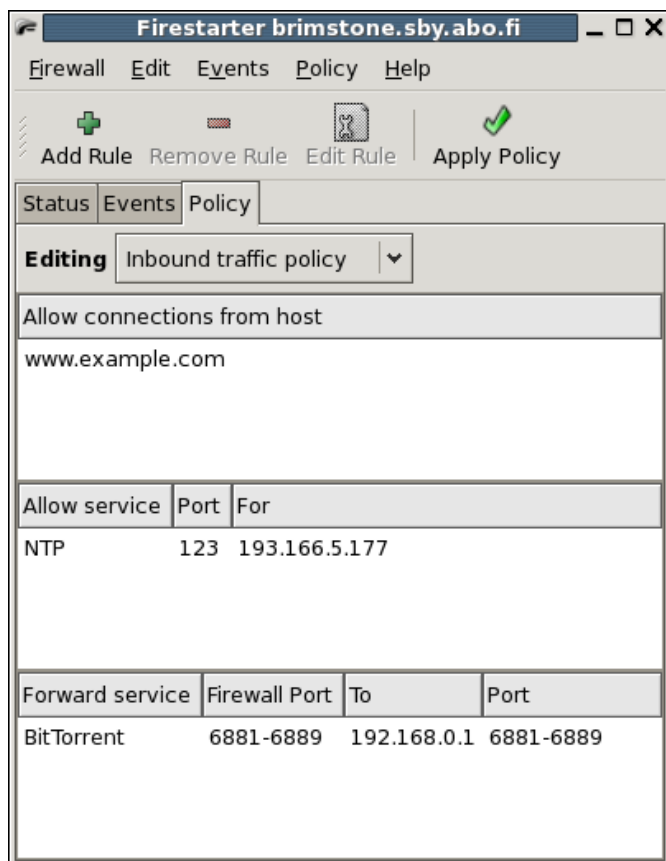 Firestarter brimstone.sby.abo.fi
Firewall Edit Events Policy Help
Add Rule Remove Rule Edit Rule Apply Policy
Status Events Policy
Editing Inbound traffic policy
Allow connections from host
www.example.com
Allow service Port For
NTP 123 193.166.5.177
Forward service Firewall Port To Port
BitTorrent 6881-6889 192.168.0.1 6881-6889